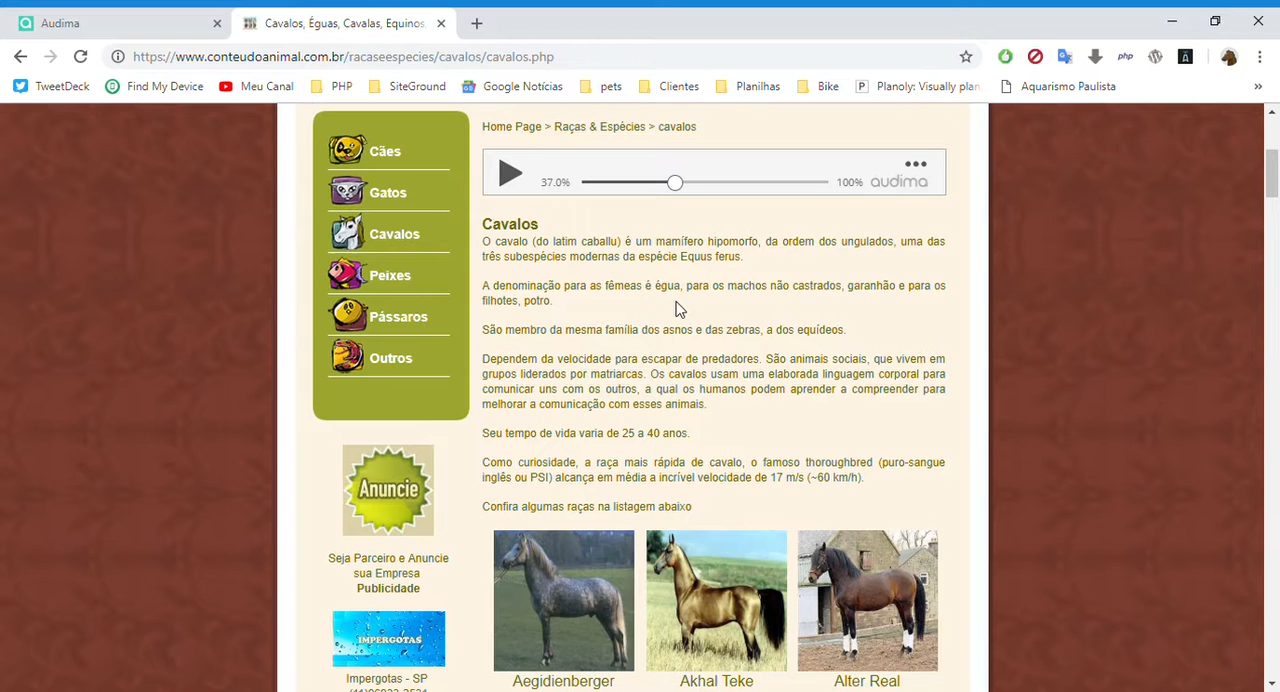 Audima
Cavalos, Éguas, Cavalas, Equinos,
https://www.conteudoanimal.com.br/racaseespecies/cavalos/cavalos.php
php
TweetDeck
Find My Device
Meu Canal
PHP
SiteGround
Google Notícias
pets
Clientes
Planilhas
Bike
Planoly: Visually plan
Aquarismo Paulista
»
Cães
Gatos
Cavalos
Peixes
Pássaros
Outros
Anuncie
Seja Parceiro e Anuncie
sua Empresa
Publicidade
IMPERGOTAS
Impergotas - SP
Home Page > Raças & Espécies > cavalos
37.0%
100%
audima
Cavalos
O cavalo (do latim caballu) é um mamífero hipomorfo, da ordem dos ungulados, uma das
três subespécies modernas da espécie Equus ferus.
A denominação para as fêmeas é égua, para os machos não castrados, garanhão e para os
filhotes, potro.
São membro da mesma família dos asnos e das zebras, a dos equídeos.
Dependem da velocidade para escapar de predadores. São animais sociais, que vivem em
grupos liderados por matriarcas. Os cavalos usam uma elaborada linguagem corporal para
comunicar uns com os outros, a qual os humanos podem aprender a compreender para
melhorar a comunicação com esses animais.
Seu tempo de vida varia de 25 a 40 anos.
Como curiosidade, a raça mais rápida de cavalo, o famoso thoroughbred (puro-sangue
inglês ou PSI) alcança em média a incrível velocidade de 17 m/s (~60 km/h).
Confira algumas raças na listagem abaixo
Aegidienberger
Akhal Teke
Alter Real